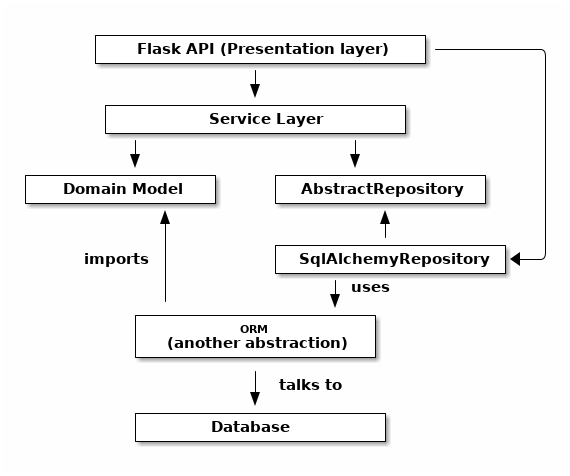 Flask API (Presentation layer)
Service Layer
Domain Model
AbstractRepository
imports
SqlAlchemyRepository
uses
ORM
(another abstraction)
talks to
Database